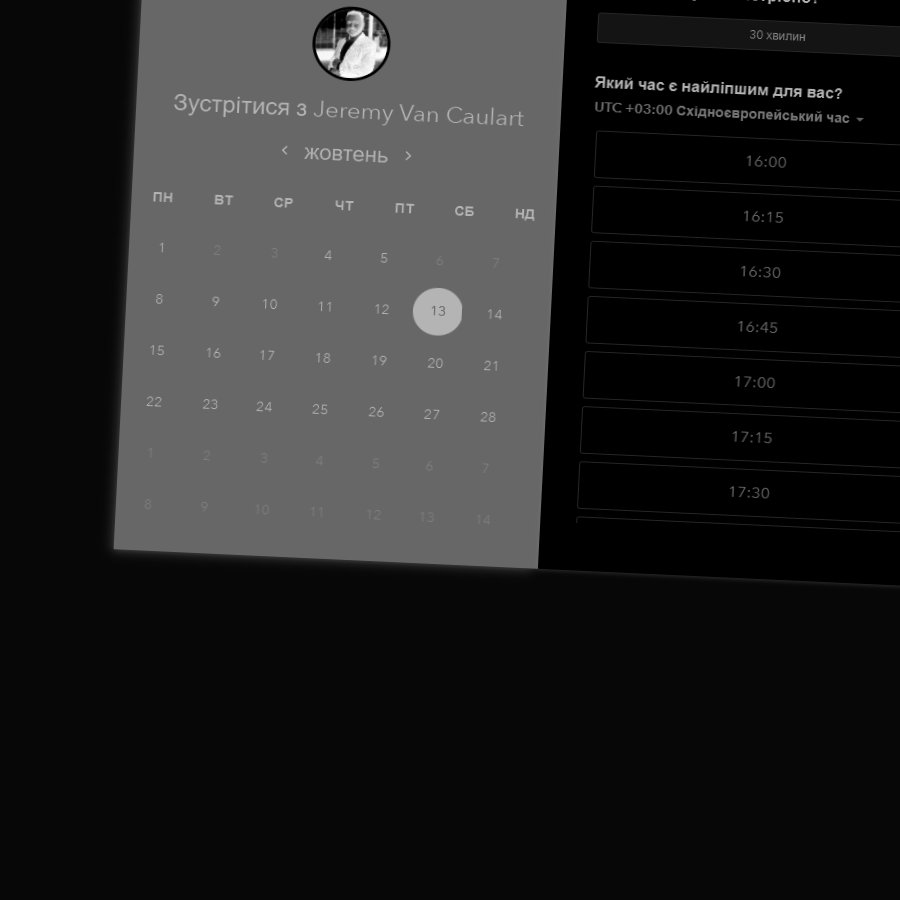 Зустрітися з Jeremy Van Caulart
жовтень
ПН ВТ СР ЧТ ПТ СБ НД
1 2 3 4 5 6 7
8 9 10 11 12 13 14
15 16 17 18 19 20 21
22 23 24 25 26 27 28
1 2 3 4 5 6 7
8 9 10 11 12 13 14
30 хвилин
Який час є найліпшим для вас?
UTC +03:00 Східноєвропейський час
16:00
16:15
16:30
16:45
17:00
17:15
17:30